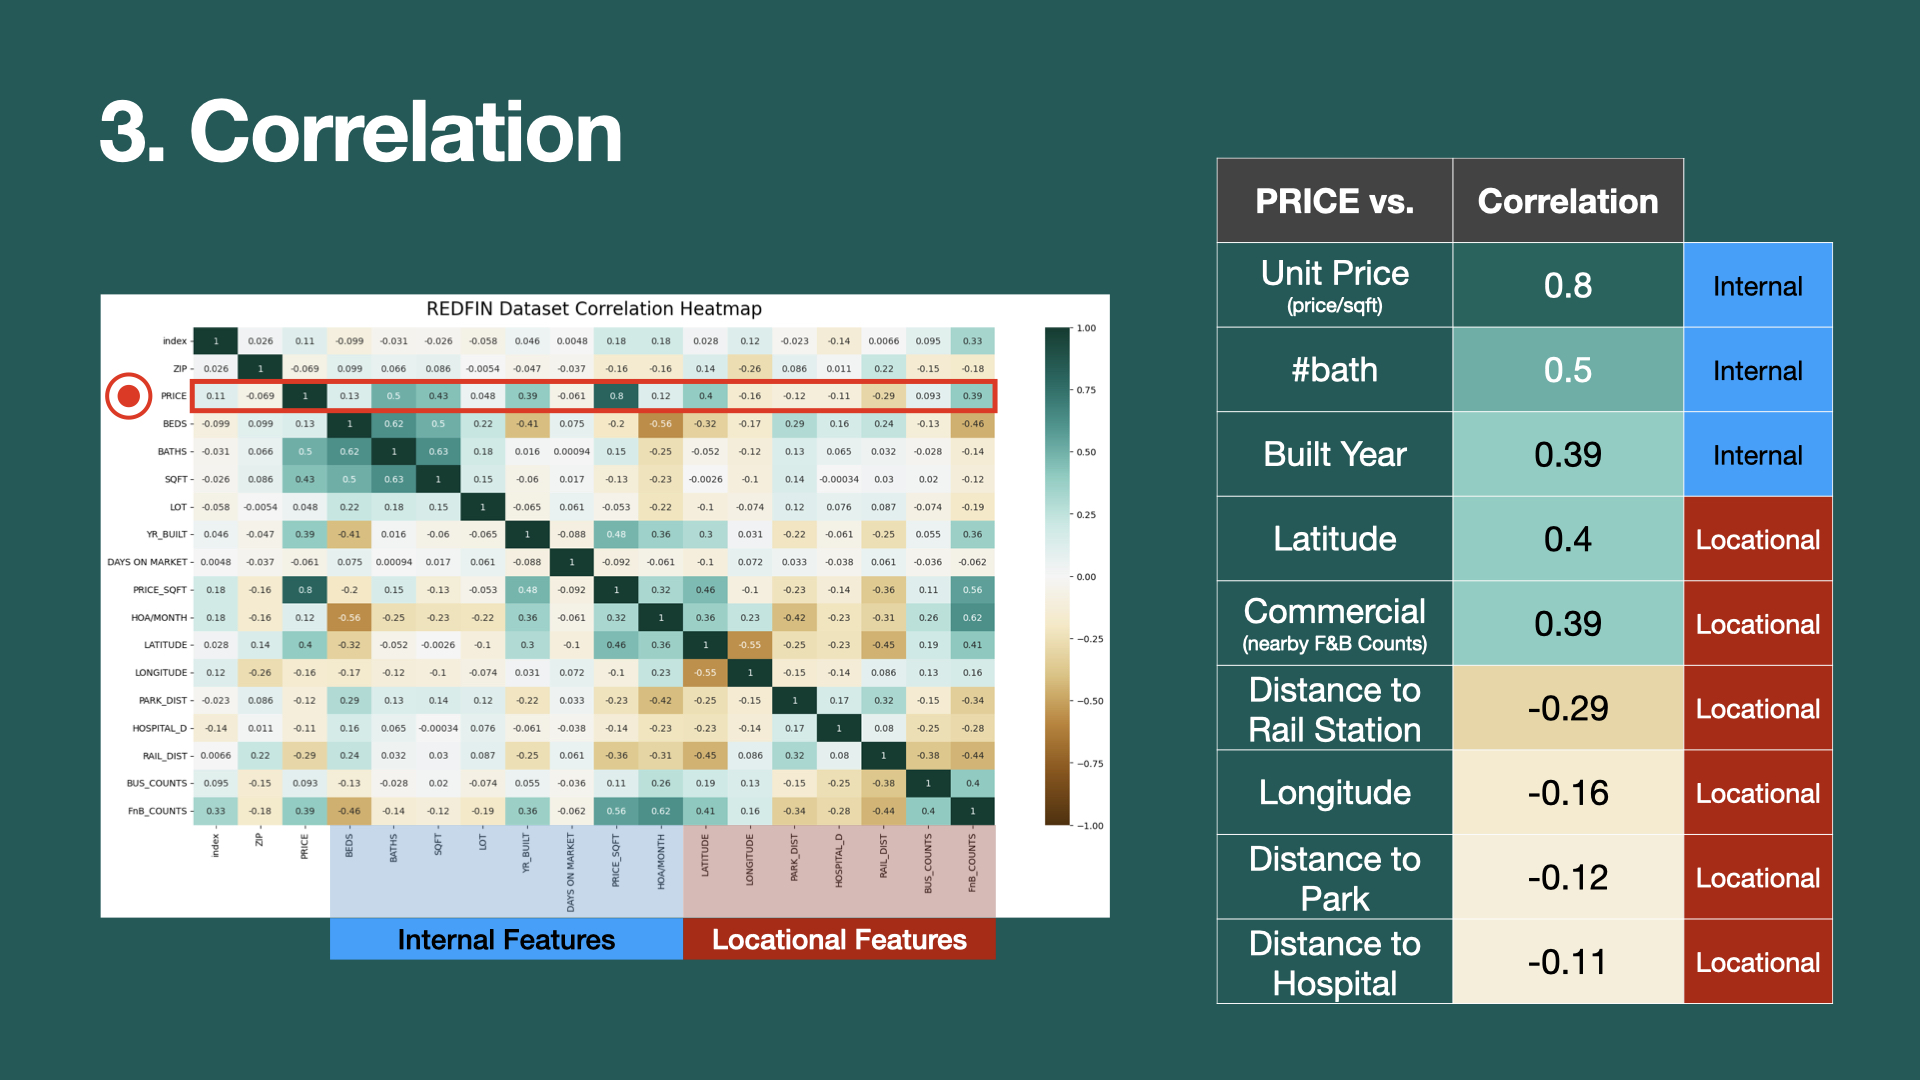 3. Correlation
REDFIN Dataset Correlation Heatmap
index 1 0.026 0.11 -0.099 -0.031 -0.026 -0.058 0.046 0.0048 0.18 0.18 0.028 0.12 -0.023 -0.14 0.0066 0.095 0.33
ZIP 0.026 1 -0.069 0.099 0.066 0.086 -0.0054 -0.047 -0.037 -0.16 -0.16 0.14 -0.26 0.086 0.011 0.22 -0.15 -0.18
PRICE 0.11 -0.069 1 0.13 0.5 0.43 0.048 0.39 -0.061 0.8 0.12 0.4 -0.16 -0.12 -0.11 -0.29 0.093 0.39
BEDS -0.099 0.099 0.13 1 0.62 0.5 0.22 -0.41 0.075 -0.2 -0.56 -0.32 -0.17 0.29 0.16 0.24 -0.13 -0.46
BATHS -0.031 0.066 0.5 0.62 1 0.63 0.18 0.016 0.00094 0.15 -0.25 -0.052 -0.12 0.13 0.065 0.032 -0.028 -0.14
SQFT -0.026 0.086 0.43 0.5 0.63 1 0.15 -0.06 0.017 -0.13 -0.23 -0.0026 -0.1 0.14 -0.00034 0.03 0.02 -0.12
LOT -0.058 -0.0054 0.048 0.22 0.18 0.15 1 -0.065 0.061 -0.053 -0.22 -0.1 -0.074 0.12 0.076 0.087 -0.074 -0.19
YR_BUILT 0.046 -0.047 0.39 -0.41 0.016 -0.06 -0.065 1 -0.088 0.48 0.36 0.3 0.031 -0.22 -0.061 -0.25 0.055 0.36
DAYS ON MARKET 0.0048 -0.037 -0.061 0.075 0.00094 0.017 0.061 -0.088 1 -0.092 -0.061 -0.1 0.072 0.033 -0.038 0.061 -0.036 -0.062
PRICE_SQFT 0.18 -0.16 0.8 -0.2 0.15 -0.13 -0.053 0.48 -0.092 1 0.32 0.46 -0.1 -0.23 -0.14 -0.36 0.11 0.56
HOA/MONTH 0.18 -0.16 0.12 -0.56 -0.25 -0.23 -0.22 0.36 -0.061 0.32 1 0.36 0.23 -0.42 -0.23 -0.31 0.26 0.62
LATITUDE 0.028 0.14 0.4 -0.32 -0.052 -0.0026 -0.1 0.3 -0.1 0.46 0.36 1 -0.55 -0.25 -0.23 -0.45 0.19 0.41
LONGITUDE 0.12 -0.26 -0.16 -0.17 -0.12 -0.1 -0.074 0.031 0.072 -0.1 0.23 -0.55 1 -0.15 -0.14 0.086 0.13 0.16
PARK_DIST -0.023 0.086 -0.12 0.29 0.13 0.14 0.12 -0.22 0.033 -0.23 -0.42 -0.25 -0.15 1 0.17 0.32 -0.15 -0.34
HOSPITAL_D -0.14 0.011 -0.11 0.16 0.065 -0.00034 0.076 -0.061 -0.038 -0.14 -0.23 -0.23 -0.14 0.17 1 0.08 -0.25 -0.28
RAIL_DIST 0.0066 0.22 -0.29 0.24 0.032 0.03 0.087 -0.25 0.061 -0.36 -0.31 -0.45 0.086 0.32 0.08 1 -0.38 -0.44
BUS_COUNTS 0.095 -0.15 0.093 -0.13 -0.028 0.02 -0.074 0.055 -0.036 0.11 0.26 0.19 0.13 -0.15 -0.25 -0.38 1 0.4
FnB_COUNTS 0.33 -0.18 0.39 -0.46 -0.14 -0.12 -0.19 0.36 -0.062 0.56 0.62 0.41 0.16 -0.34 -0.28 -0.44 0.4 1
index ZIP PRICE BEDS BATHS SQFT LOT YR_BUILT DAYS ON MARKET PRICE_SQFT HOA/MONTH LATITUDE LONGITUDE PARK_DIST HOSPITAL_D RAIL_DIST BUS_COUNTS FnB_COUNTS
1.00
0.75
0.50
0.25
0.00
−0.25
−0.50
−0.75
−1.00
Internal Features
Locational Features
PRICE vs. Correlation
Unit Price
(price/sqft)
0.8 Internal
#bath 0.5 Internal
Built Year 0.39 Internal
Latitude 0.4 Locational
Commercial
(nearby F&B Counts)
0.39 Locational
Distance to
Rail Station
-0.29 Locational
Longitude -0.16 Locational
Distance to
Park
-0.12 Locational
Distance to
Hospital
-0.11 Locational